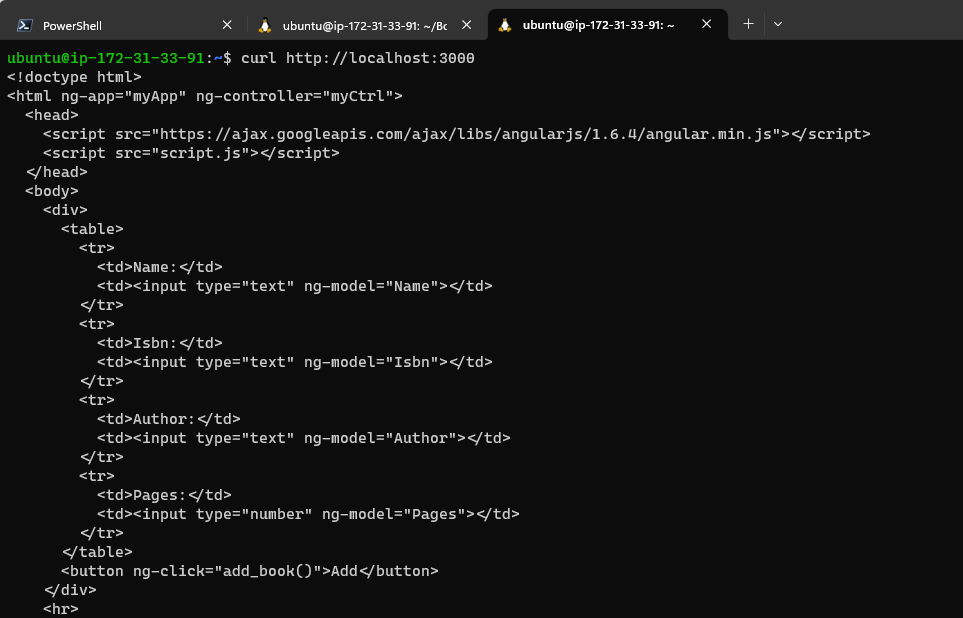 PowerShell
ubuntu@ip-172-31-33-91: ~/Bc
ubuntu@ip-172-31-33-91: ~
ubuntu@ip-172-31-33-91:~$ curl http://localhost:3000
<!doctype html>
<html ng-app="myApp" ng-controller="myCtrl">
  <head>
    <script src="https://ajax.googleapis.com/ajax/libs/angularjs/1.6.4/angular.min.js"></script>
    <script src="script.js"></script>
  </head>
  <body>
    <div>
      <table>
        <tr>
          <td>Name:</td>
          <td><input type="text" ng-model="Name"></td>
        </tr>
        <tr>
          <td>Isbn:</td>
          <td><input type="text" ng-model="Isbn"></td>
        </tr>
        <tr>
          <td>Author:</td>
          <td><input type="text" ng-model="Author"></td>
        </tr>
        <tr>
          <td>Pages:</td>
          <td><input type="number" ng-model="Pages"></td>
        </tr>
      </table>
      <button ng-click="add_book()">Add</button>
    </div>
    <hr>